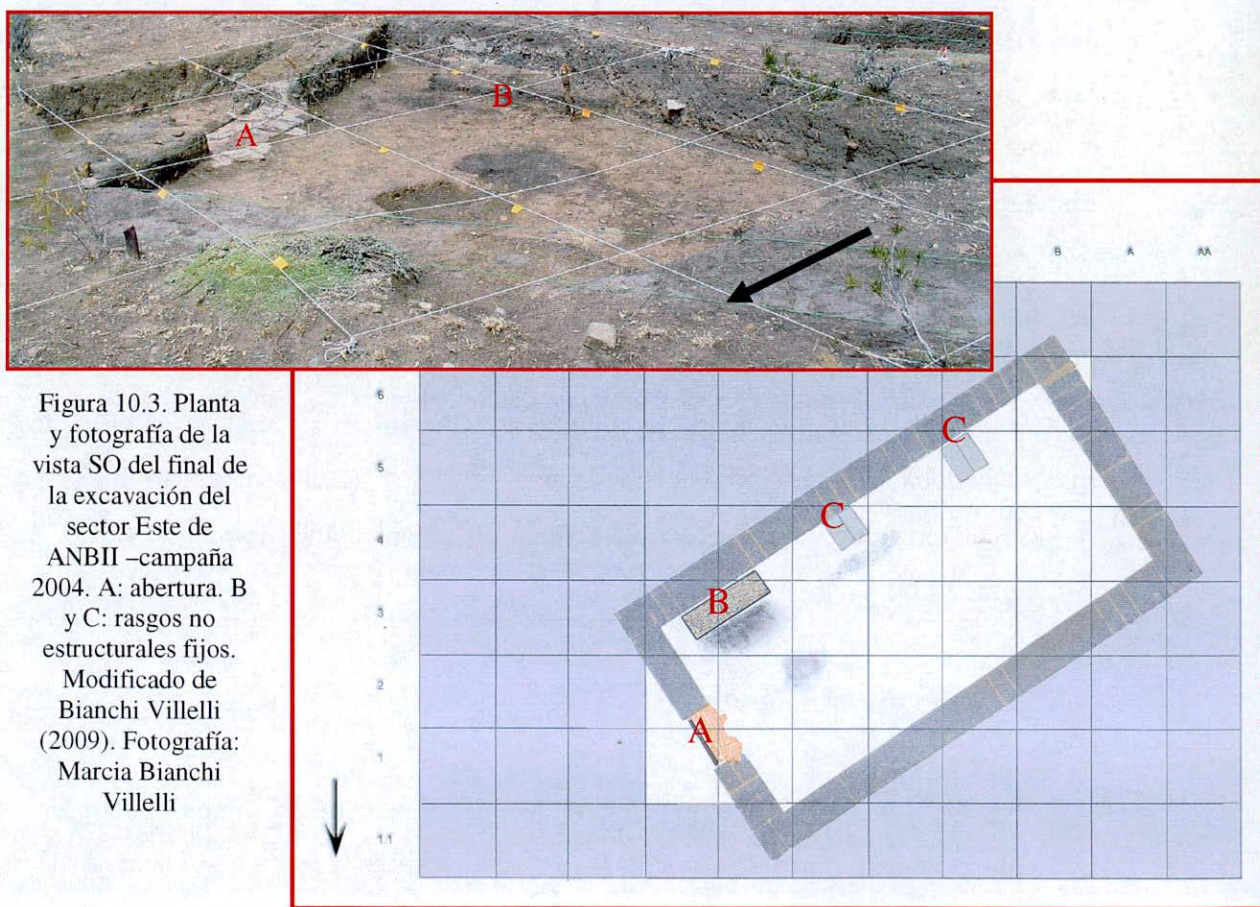 A
B
B A AA
6
5
3
2
1
11
C
C
B
A
Figura 10.3. Planta
y fotografía de la
vista SO del final de
la excavación del
sector Este de
ANBII –campaña
2004. A: abertura. B
y C: rasgos no
estructurales fijos.
Modificado de
Bianchi Villelli
(2009). Fotografía:
Marcia Bianchi
Villelli